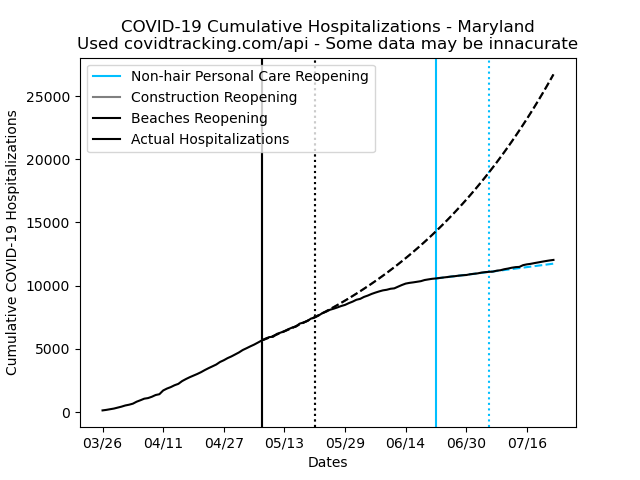 COVID-19 Cumulative Hospitalizations - Maryland
Used covidtracking.com/api - Some data may be innacurate
Non-hair Personal Care Reopening
Construction Reopening
Beaches Reopening
Actual Hospitalizations
Cumulative COVID-19 Hospitalizations
25000
20000
15000
10000
5000
0
03/26 04/11 04/27 05/13 05/29 06/14 06/30 07/16
Dates